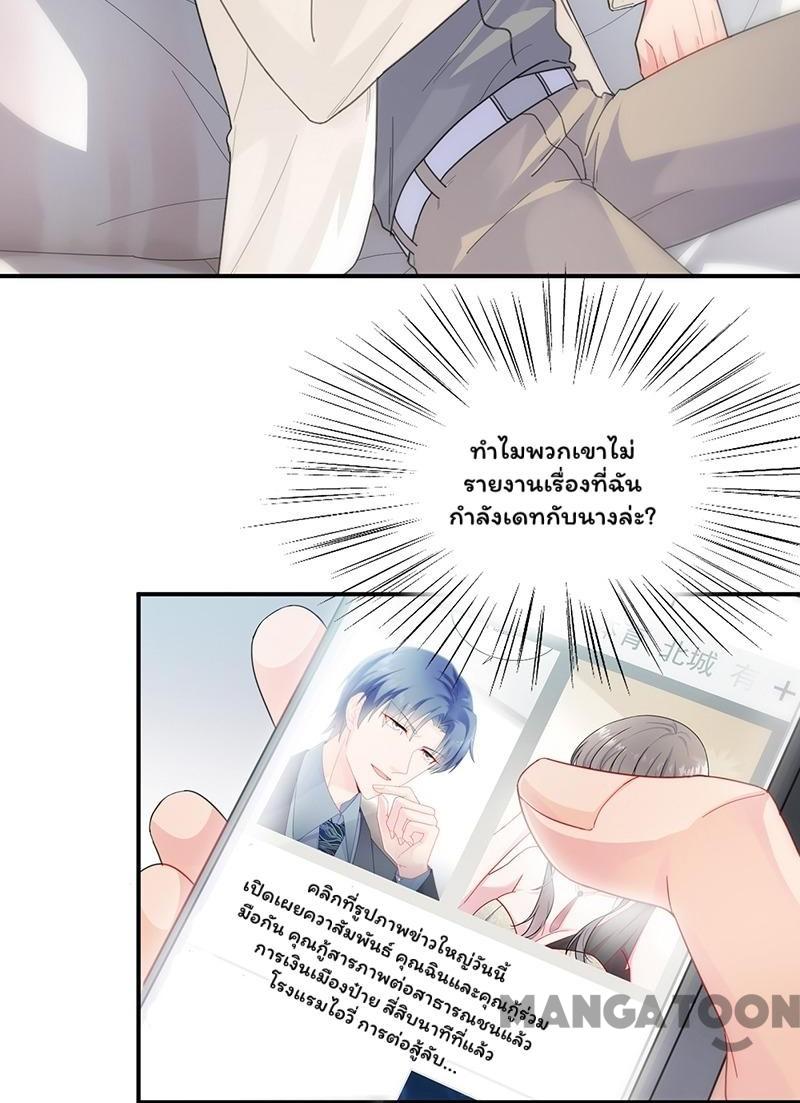 ทำไมพวกเขาไม่
รายงานเรื่องที่ฉัน
กำลังเดทกับนางล่ะ?
育 北城 有 +
คลิกที่รูปภาพข่าวใหญ่วันนี้
เปิดเผยควาสัมพันธ์ คุณฉินและคุณกู้ร่วม
มือกัน คุณกู้สารภาพต่อสาธารณชนแล้ว
การเงินเมืองป๋าย สี่สิบนาทีที่แล้ว
โรงแรมไอวี่ การต่อสู้ลับ...
MANGATOON